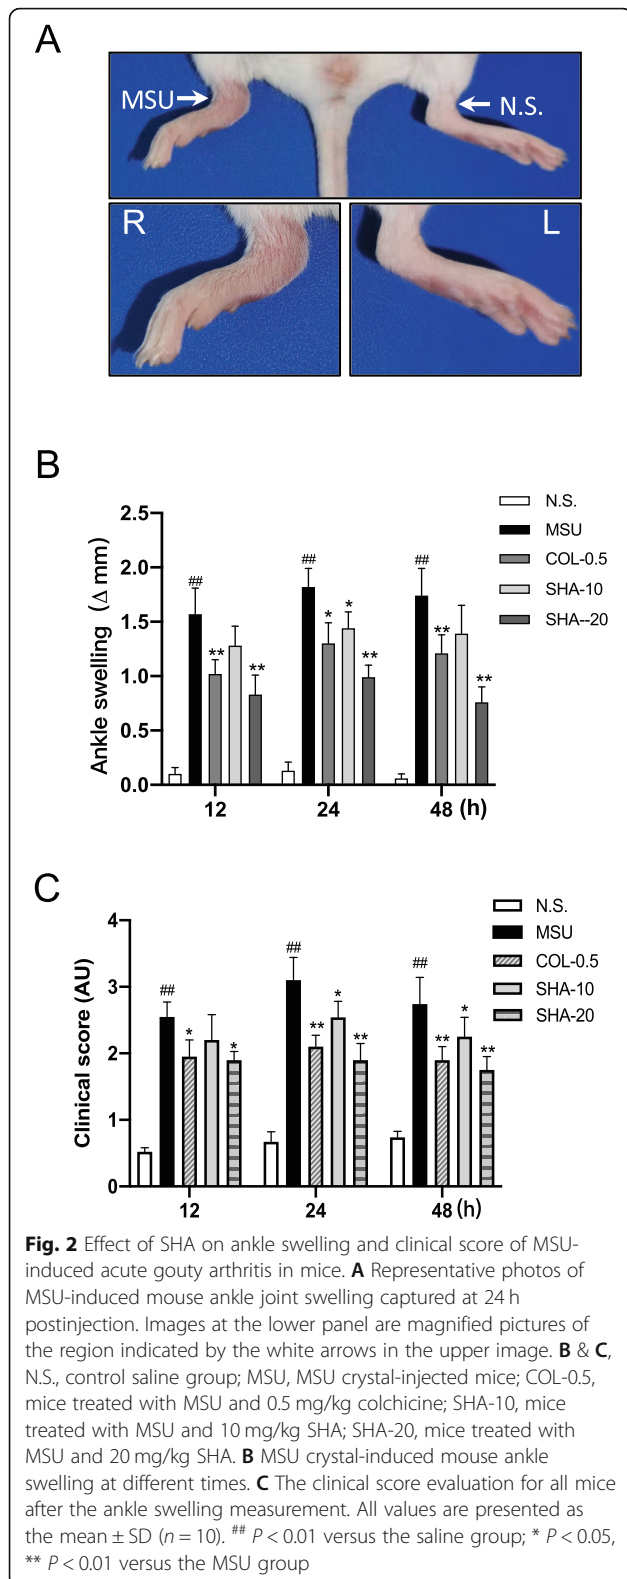 A
MSU
N.S.
R
L
B
Ankle swelling (Δ mm)
2.5
2.0
1.5
1.0
0.5
0.0
##
**
**
##
*
*
**
##
**
**
12
24
48 (h)
N.S.
MSU
COL-0.5
SHA-10
SHA--20
C
Clinical score (AU)
4
3
2
1
0
##
*
*
##
**
*
**
##
**
*
**
12
24
48 (h)
N.S.
MSU
COL-0.5
SHA-10
SHA-20
Fig. 2 Effect of SHA on ankle swelling and clinical score of MSU-
induced acute gouty arthritis in mice. A Representative photos of
MSU-induced mouse ankle joint swelling captured at 24 h
postinjection. Images at the lower panel are magnified pictures of
the region indicated by the white arrows in the upper image. B & C,
N.S., control saline group; MSU, MSU crystal-injected mice; COL-0.5,
mice treated with MSU and 0.5 mg/kg colchicine; SHA-10, mice
treated with MSU and 10 mg/kg SHA; SHA-20, mice treated with
MSU and 20 mg/kg SHA. B MSU crystal-induced mouse ankle
swelling at different times. C The clinical score evaluation for all mice
after the ankle swelling measurement. All values are presented as
the mean ± SD (n = 10). ## P < 0.01 versus the saline group; * P < 0.05,
** P < 0.01 versus the MSU group